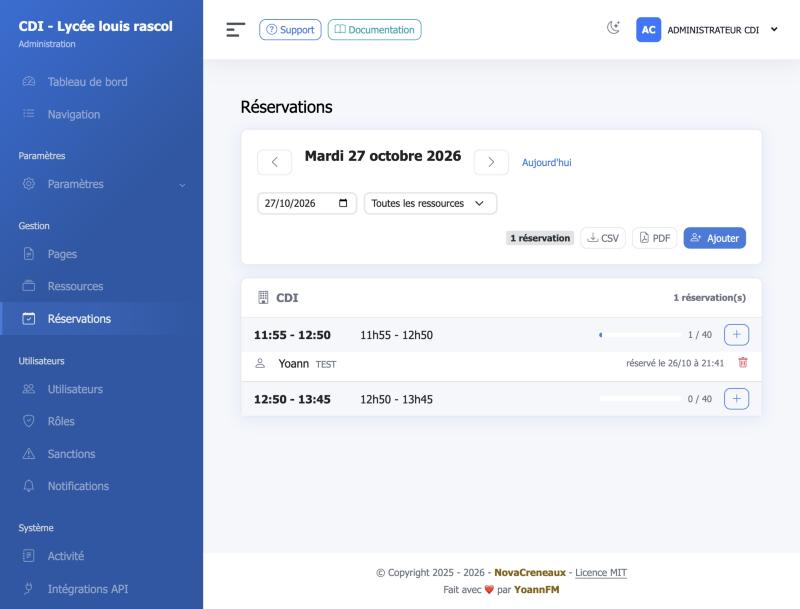 CDI - Lycée louis rascol
Administration
Tableau de bord
Navigation
Paramètres
Paramètres
Gestion
Pages
Ressources
Réservations
Utilisateurs
Utilisateurs
Rôles
Sanctions
Notifications
Système
Activité
Intégrations API
Support
Documentation
AC ADMINISTRATEUR CDI
Réservations
Mardi 27 octobre 2026
Aujourd'hui
27/10/2026
Toutes les ressources
1 réservation
CSV
PDF
Ajouter
CDI
1 réservation(s)
11:55 - 12:50 11h55 - 12h50 1 / 40
Yoann TEST réservé le 26/10 à 21:41
12:50 - 13:45 12h50 - 13h45 0 / 40
© Copyright 2025 - 2026 - NovaCreneaux - Licence MIT
Fait avec ❤ par YoannFM